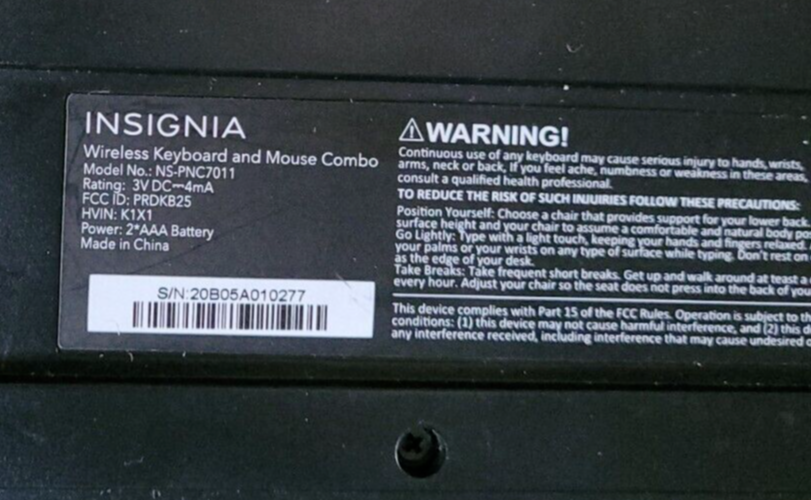 INSIGNIA
Wireless Keyboard and Mouse Combo
Model No.: NS-PNC7011
Rating: 3V DC⎓4mA
FCC ID: PRDKB25
HVIN: K1X1
Power: 2*AAA Battery
Made in China
S/N:20B05A010277
⚠WARNING!
Continuous use of any keyboard may cause serious injury to hands, wrists,
arms, neck or back. If you feel ache, numbness or weakness in these areas,
consult a qualified health professional.
TO REDUCE THE RISK OF SUCH INJUIRIES FOLLOW THESE PRECAUTIONS:
Position Yourself: Choose a chair that provides support for your lower back.
surface height and your chair to assume a comfortable and natural body
Go Lightly: Type with a light touch, keeping your hands and fingers relaxed.
your palms or your wrists on any type of surface while typing. Don't rest on
as the edge of your desk.
Take Breaks: Take frequent short breaks. Get up and walk around at least
every hour. Adjust your chair so the seat does not press into the back of
This device complies with Part 15 of the FCC Rules. Operation is subject to
conditions: (1) this device may not cause harmful interference, and (2) this
any interference received, including interference that may cause undesired